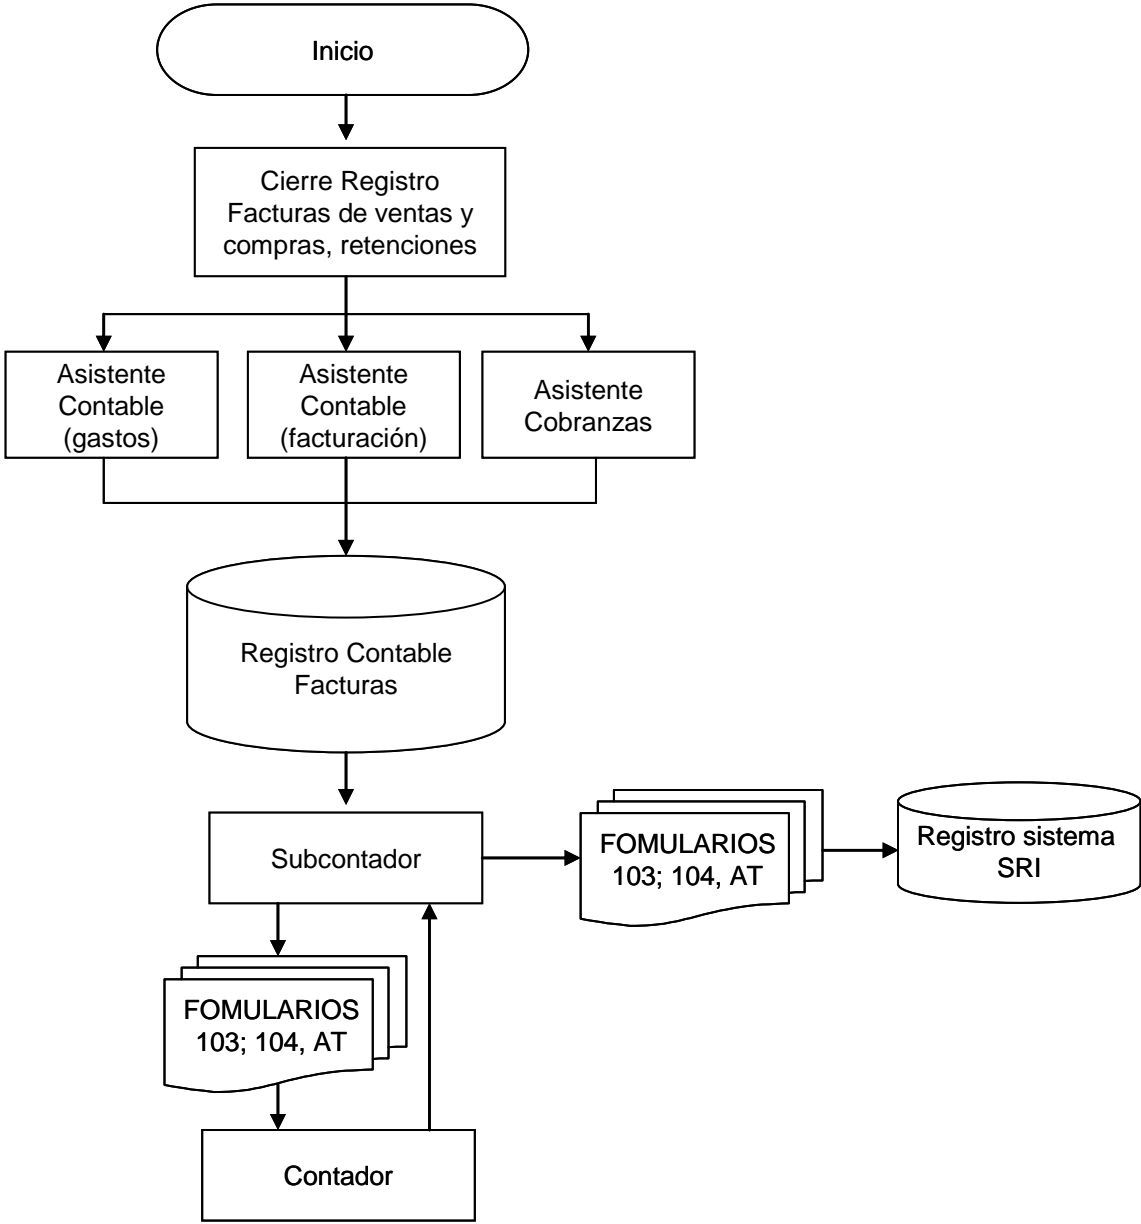 Inicio
Cierre Registro
Facturas de ventas y
compras, retenciones
Asistente
Contable
(gastos)
Asistente
Contable
(facturación)
Asistente
Cobranzas
Registro Contable
Facturas
Subcontador
FOMULARIOS
103; 104, AT
Registro sistema
SRI
FOMULARIOS
103; 104, AT
Contador